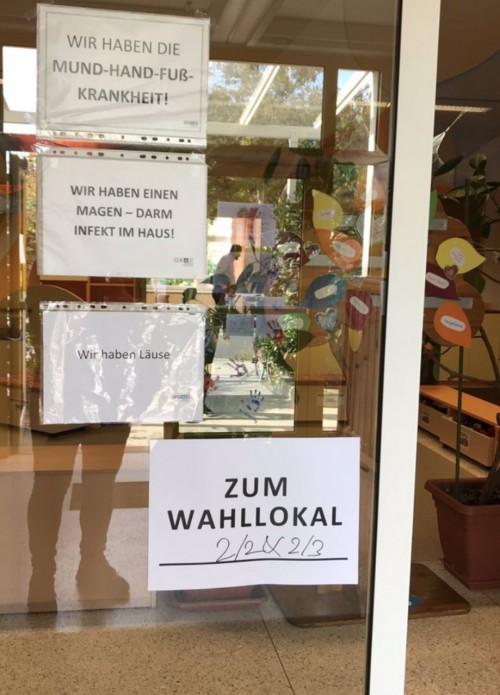 WIR HABEN DIE
MUND-HAND-FUß-
KRANKHEIT!
WIR HABEN EINEN
MAGEN – DARM
INFEKT IM HAUS!
Wir haben Läuse
ZUM
WAHLLOKAL
2/2 & 2/3